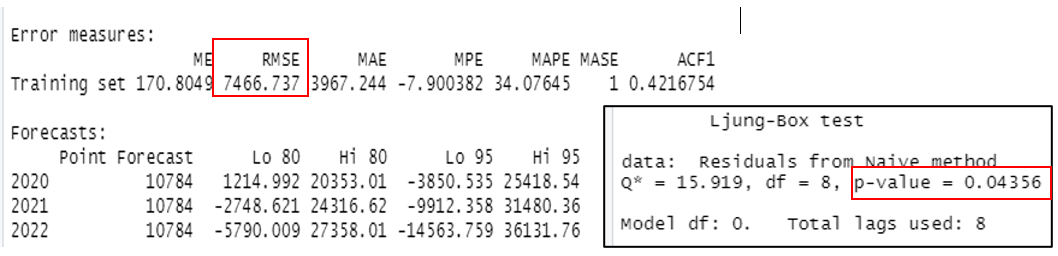 Error measures:
ME RMSE MAE MPE MAPE MASE ACF1
Training set 170.8049 7466.737 3967.244 -7.900382 34.07645 1 0.4216754
Forecasts:
Point Forecast Lo 80 Hi 80 Lo 95 Hi 95
2020 10784 1214.992 20353.01 -3850.535 25418.54
2021 10784 -2748.621 24316.62 -9912.358 31480.36
2022 10784 -5790.009 27358.01 -14563.759 36131.76
Ljung-Box test
data: Residuals from Naive method
Q* = 15.919, df = 8, p-value = 0.04356
Model df: 0. Total lags used: 8